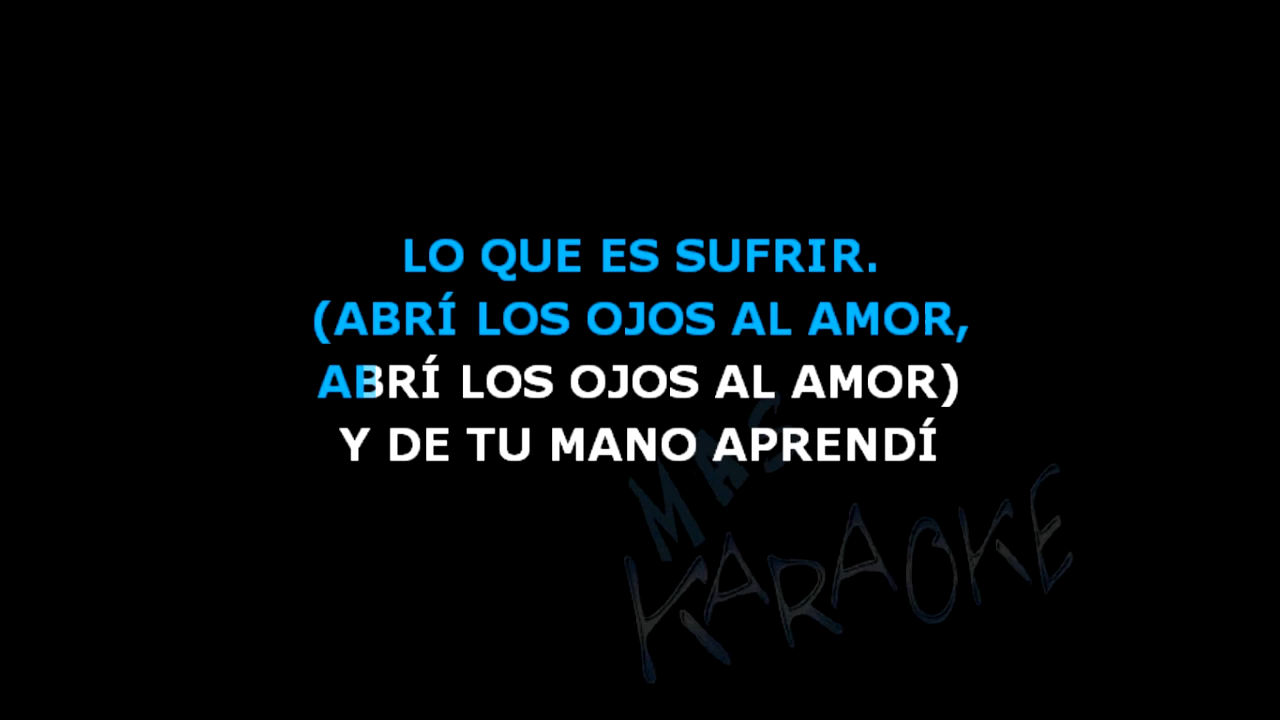 LO QUE ES SUFRIR.
(ABRÍ LOS OJOS AL AMOR,
ABRÍ LOS OJOS AL AMOR)
Y DE TU MANO APRENDÍ
MAS
KARAOKE